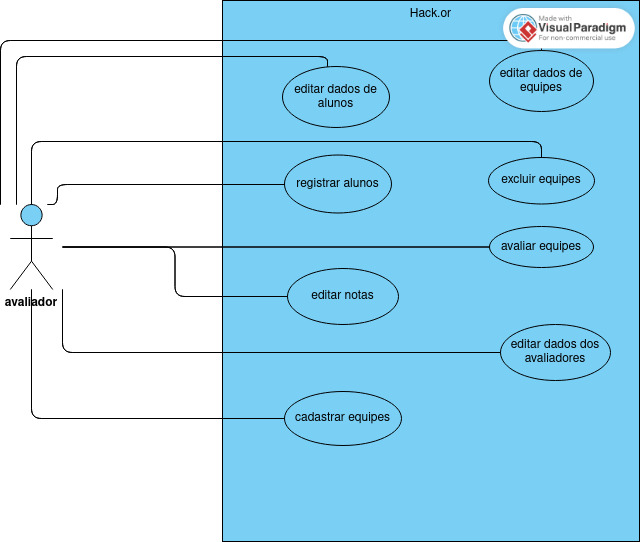 Hack.or
Made with
Visual Paradigm
For non-commercial use
editar dados de
alunos
editar dados de
equipes
registrar alunos
excluir equipes
avaliar equipes
avaliador
editar notas
editar dados dos
avaliadores
cadastrar equipes